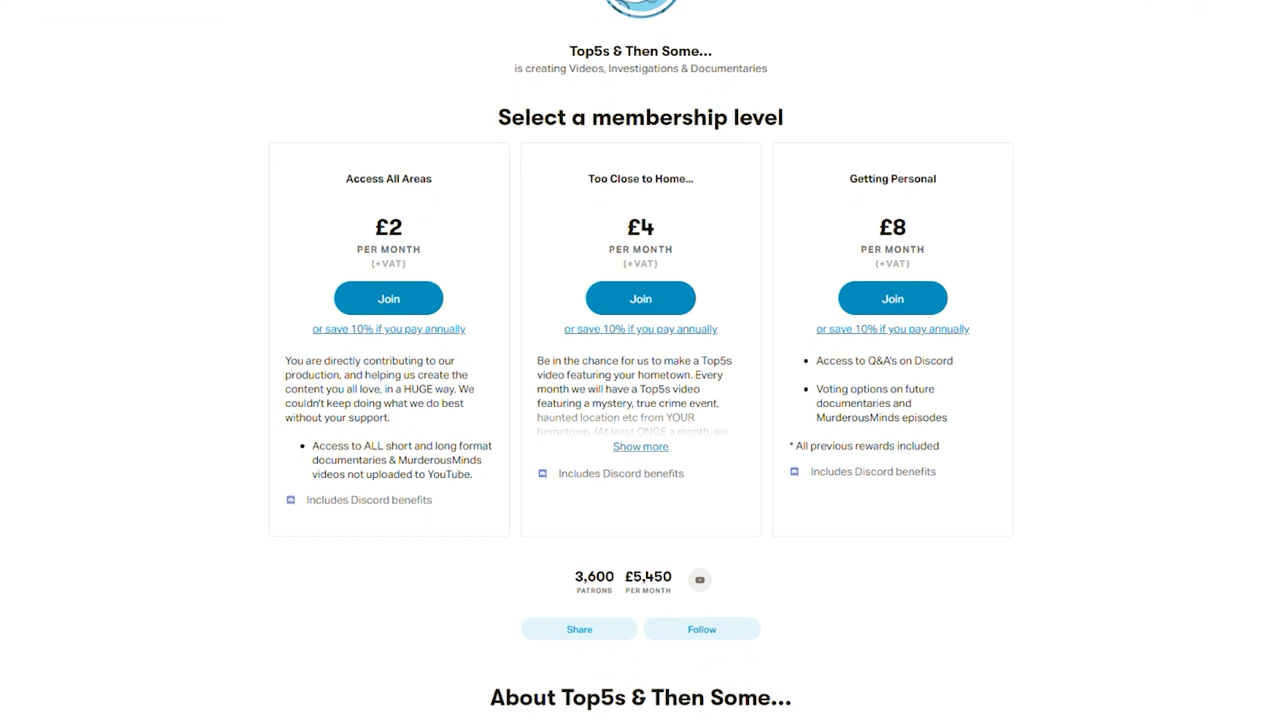 Top5s & Then Some...
is creating Videos, Investigations & Documentaries
Select a membership level
Access All Areas
£2
PER MONTH
(+VAT)
Join
or save 10% if you pay annually
You are directly contributing to our
production, and helping us create the
content you all love, in a HUGE way. We
couldn't keep doing what we do best
without your support.
• Access to ALL short and long format
documentaries & MurderousMinds
videos not uploaded to YouTube.
Includes Discord benefits
Too Close to Home...
£4
PER MONTH
(+VAT)
Join
or save 10% if you pay annually
Be in the chance for us to make a Top5s
video featuring your hometown. Every
month we will have a Top5s video
featuring a mystery, true crime event,
haunted location etc from YOUR
hometown. (At least ONCE a month, we
Show more
Includes Discord benefits
Getting Personal
£8
PER MONTH
(+VAT)
Join
or save 10% if you pay annually
• Access to Q&A's on Discord
• Voting options on future
documentaries and
MurderousMinds episodes
* All previous rewards included
Includes Discord benefits
3,600 £5,450
PATRONS PER MONTH
Share Follow
About Top5s & Then Some...